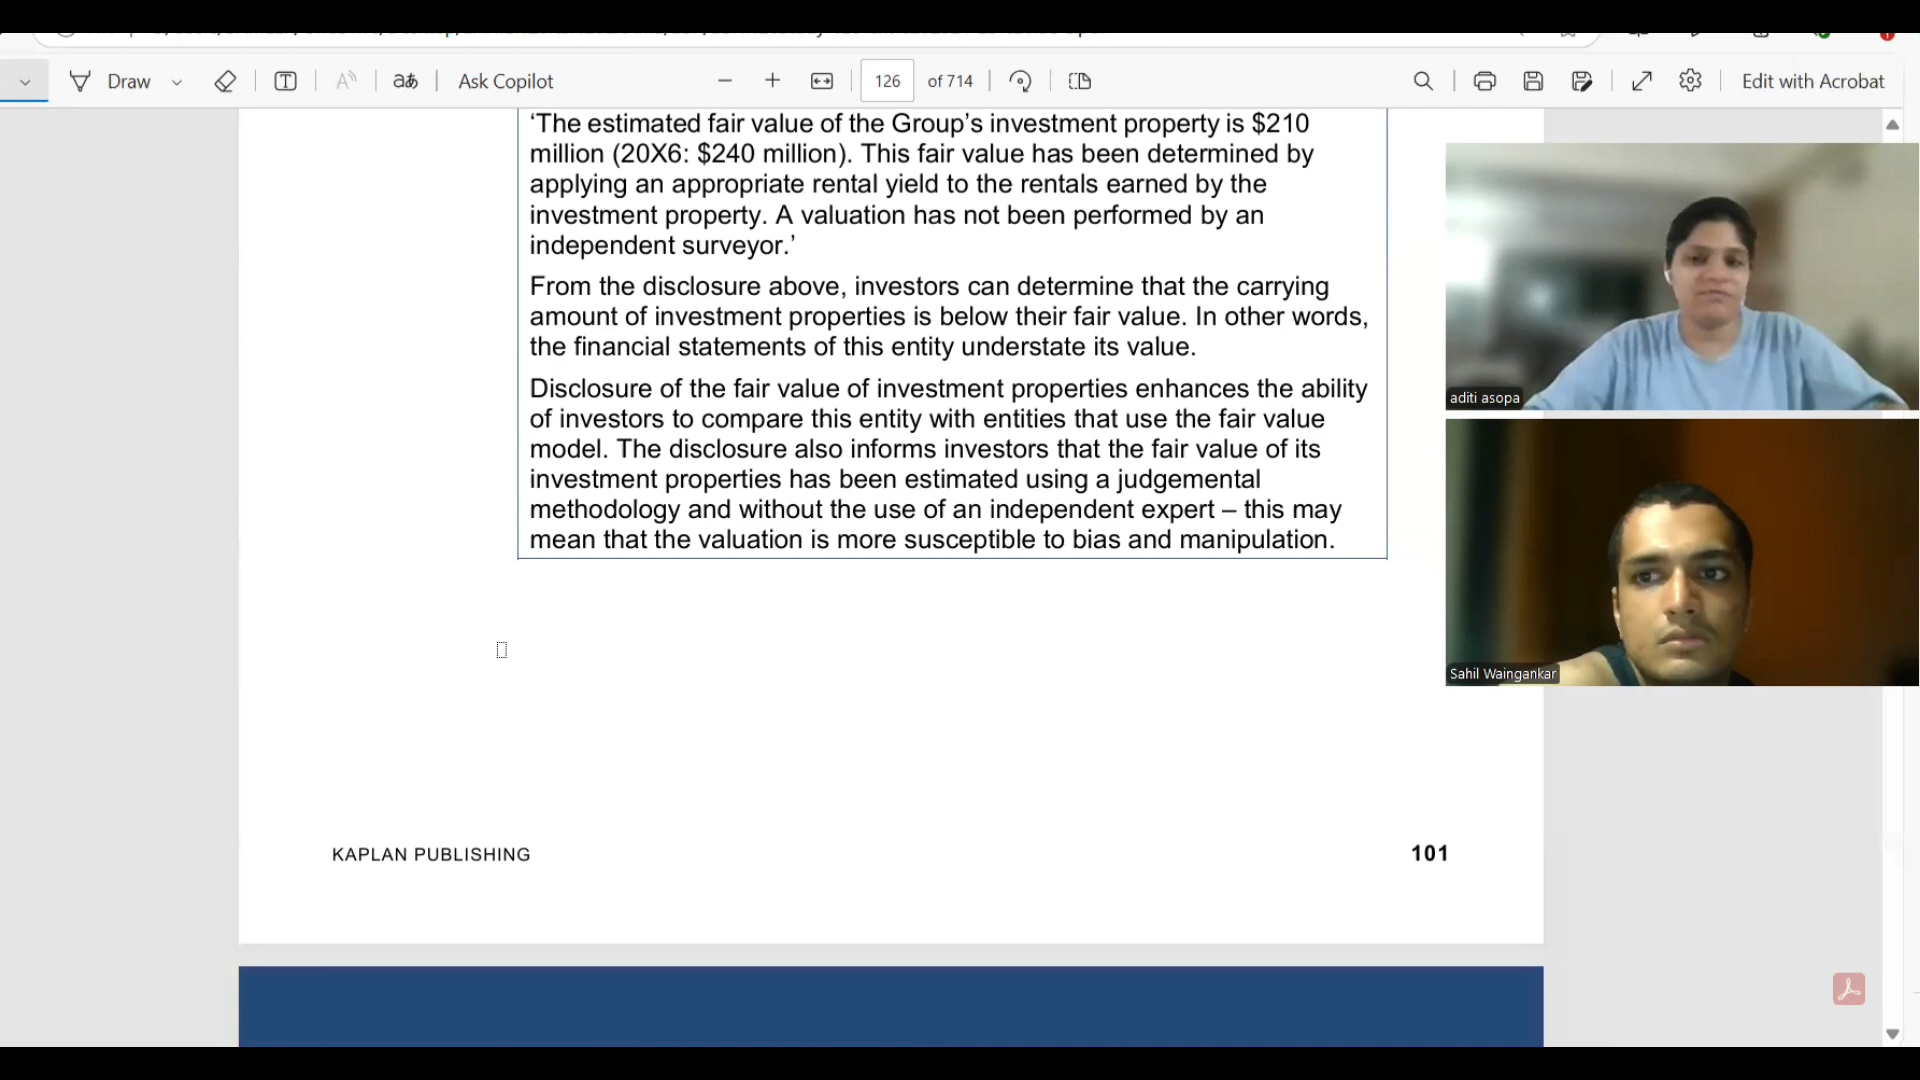 Draw
Ask Copilot
126
of 714
Edit with Acrobat
‘The estimated fair value of the Group’s investment property is $210
million (20X6: $240 million). This fair value has been determined by
applying an appropriate rental yield to the rentals earned by the
investment property. A valuation has not been performed by an
independent surveyor.’
From the disclosure above, investors can determine that the carrying
amount of investment properties is below their fair value. In other words,
the financial statements of this entity understate its value.
Disclosure of the fair value of investment properties enhances the ability
of investors to compare this entity with entities that use the fair value
model. The disclosure also informs investors that the fair value of its
investment properties has been estimated using a judgemental
methodology and without the use of an independent expert – this may
mean that the valuation is more susceptible to bias and manipulation.
aditi asopa
Sahil Waingankar
KAPLAN PUBLISHING
101